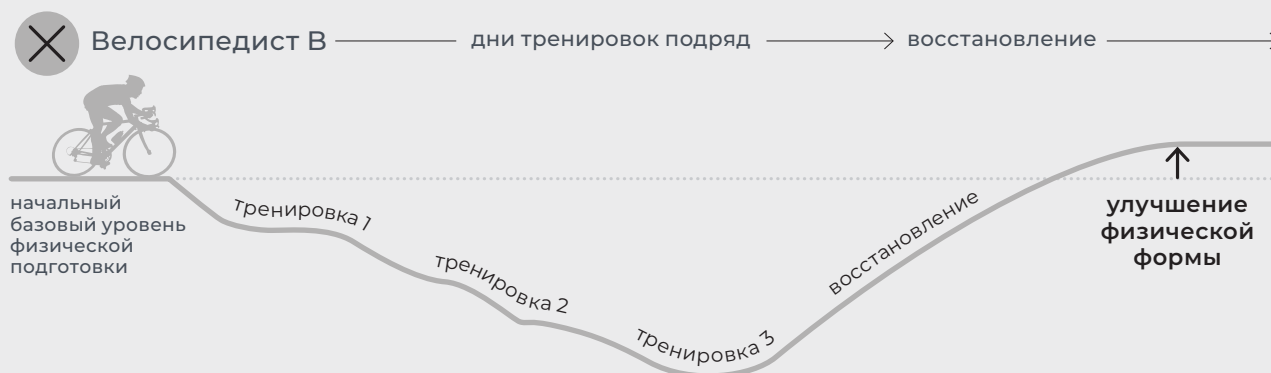 Велосипедист В
дни тренировок подряд
восстановление
начальный
базовый уровень
физической
подготовки
тренировка 1
тренировка 2
тренировка 3
восстановление
улучшение
физической
формы